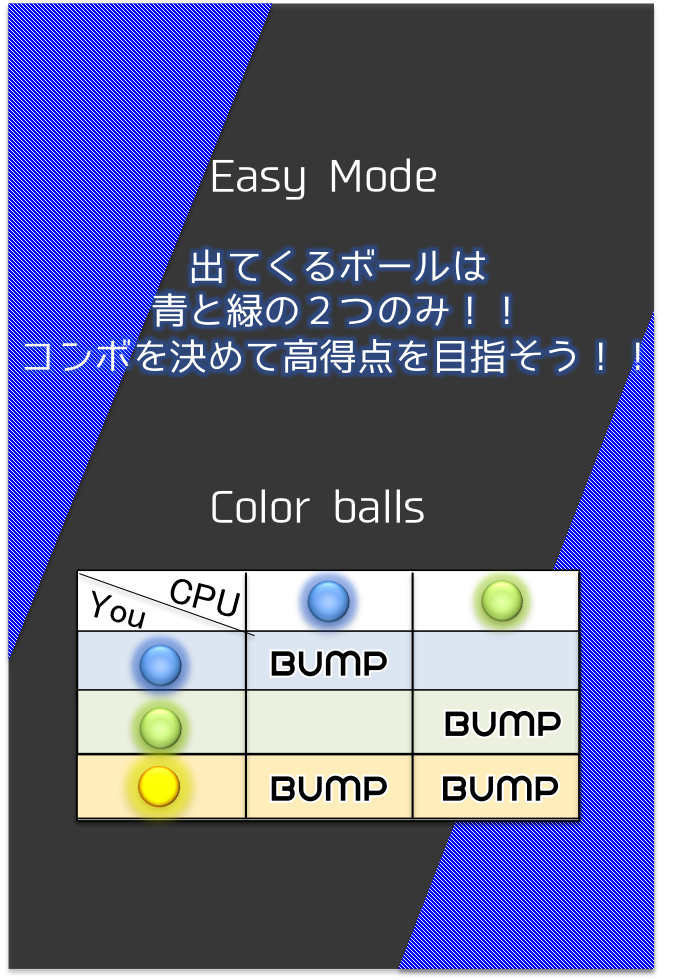 Easy Mode
出てくるボールは
青と緑の２つのみ！！
コンボを決めて高得点を目指そう！！
Color balls
CPU
You
BUMP
BUMP
BUMP BUMP